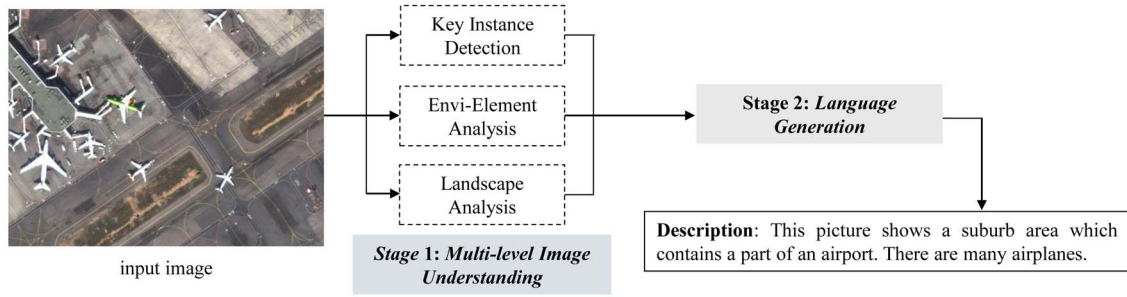 Key Instance
Detection
Envi-Element
Analysis
Landscape
Analysis
input image
Stage 1: Multi-level Image
Understanding
Stage 2: Language
Generation
Description: This picture shows a suburb area which
contains a part of an airport. There are many airplanes.